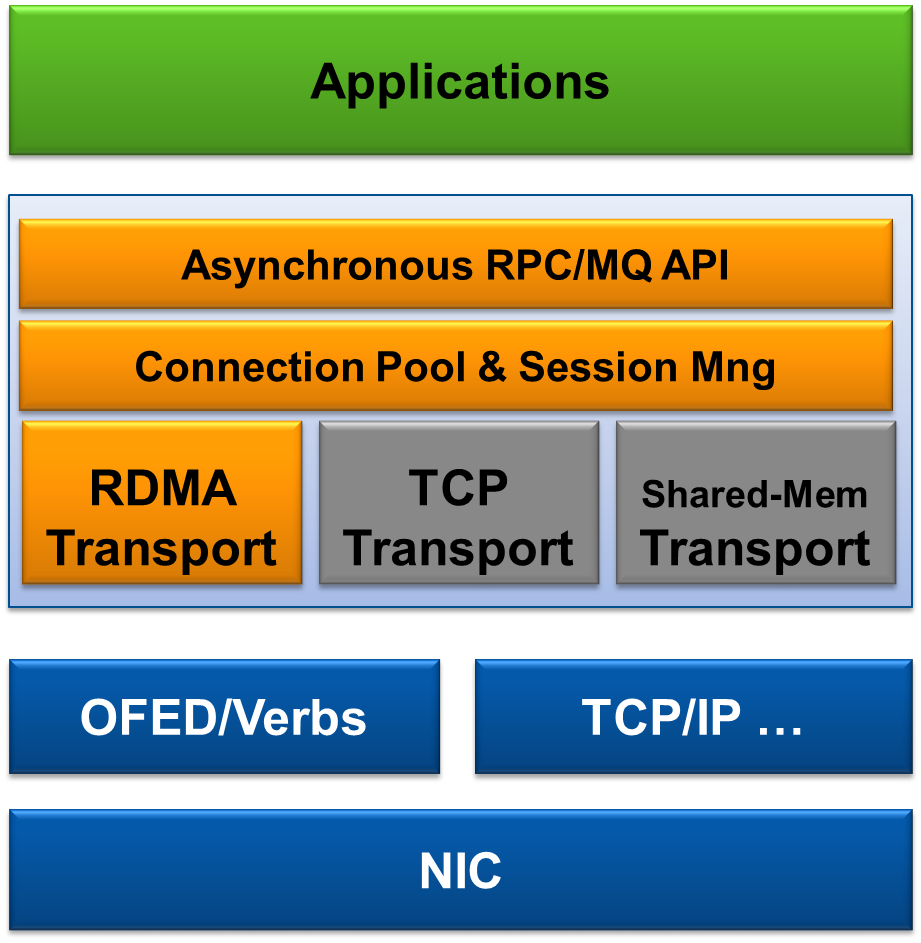 Applications
Asynchronous RPC/MQ API
Connection Pool & Session Mng
RDMA
Transport
TCP
Transport
Shared-Mem
Transport
OFED/Verbs
TCP/IP …
NIC